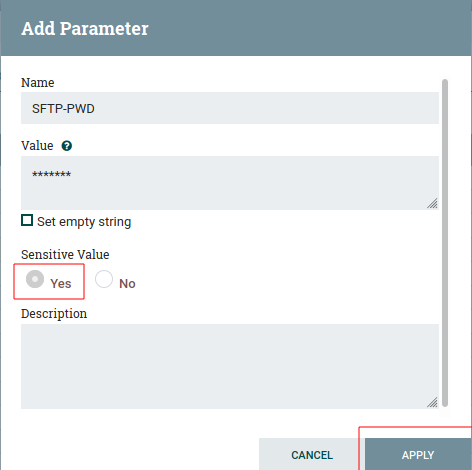 Add Parameter
Name
SFTP-PWD
Value
*******
Set empty string
Sensitive Value
Yes No
Description
CANCEL APPLY